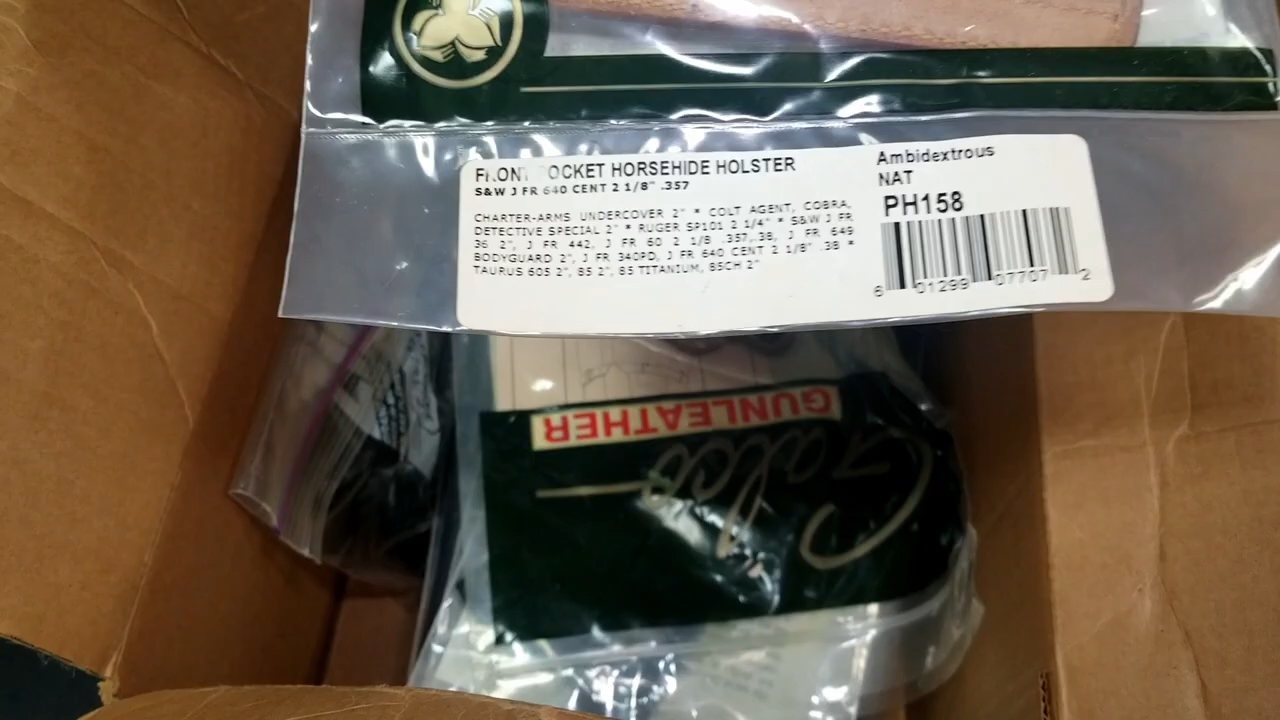 FRONT POCKET HORSEHIDE HOLSTER
S&W J FR 640 CENT 2 1/8" .357
CHARTER-ARMS UNDERCOVER 2" * COLT AGENT, COBRA,
DETECTIVE SPECIAL 2" * RUGER SP101 2 1/4" * S&W J FR
36 2", J FR 442, J FR 60 2 1/8 .357,.38, J FR 649
BODYGUARD 2", J FR 340PD, J FR 640 CENT 2 1/8" .38 *
TAURUS 605 2", 85 2", 85 TITANIUM, 85CH 2"
Ambidextrous
NAT
PH158
6 01299 07707 2
Galco
GUNLEATHER